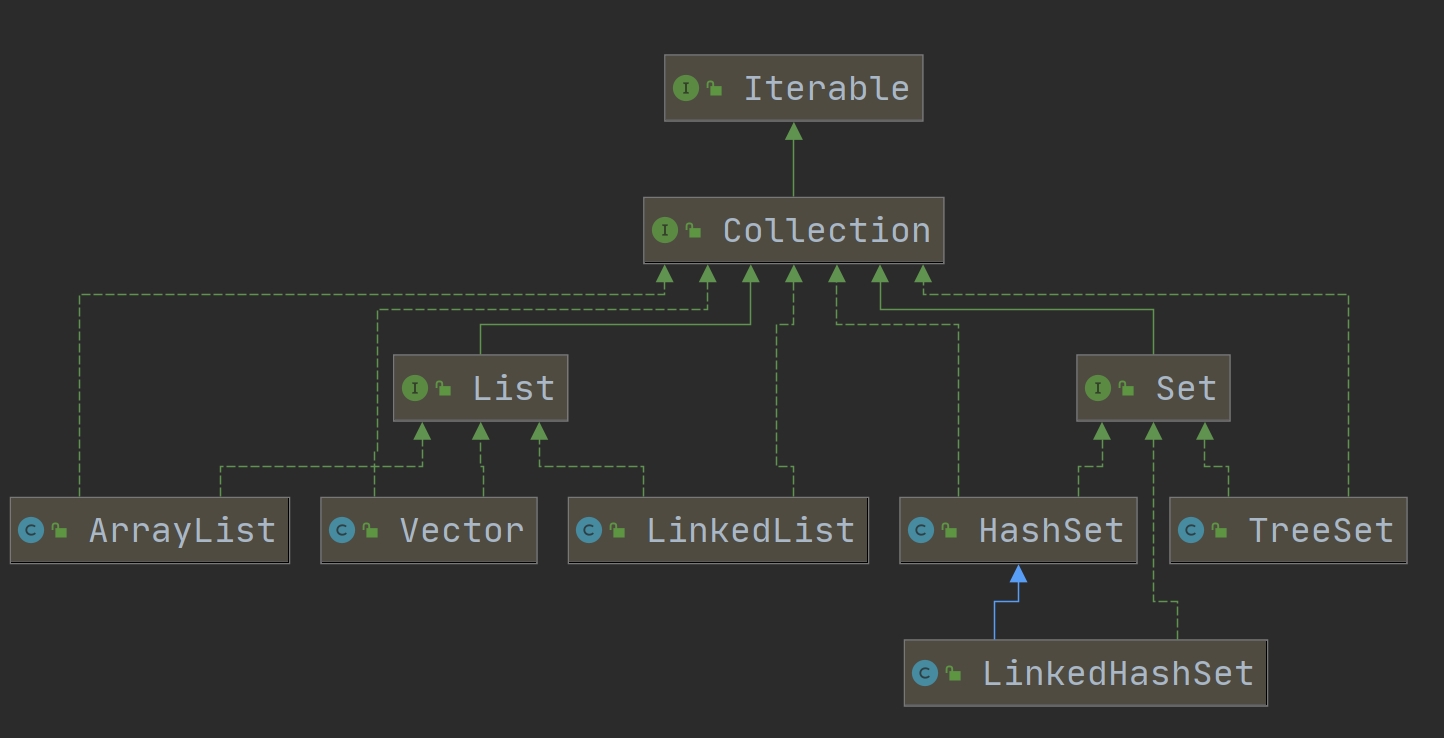 I Iterable
I Collection
I List
I Set
C ArrayList
C Vector
C LinkedList
C HashSet
C TreeSet
C LinkedHashSet